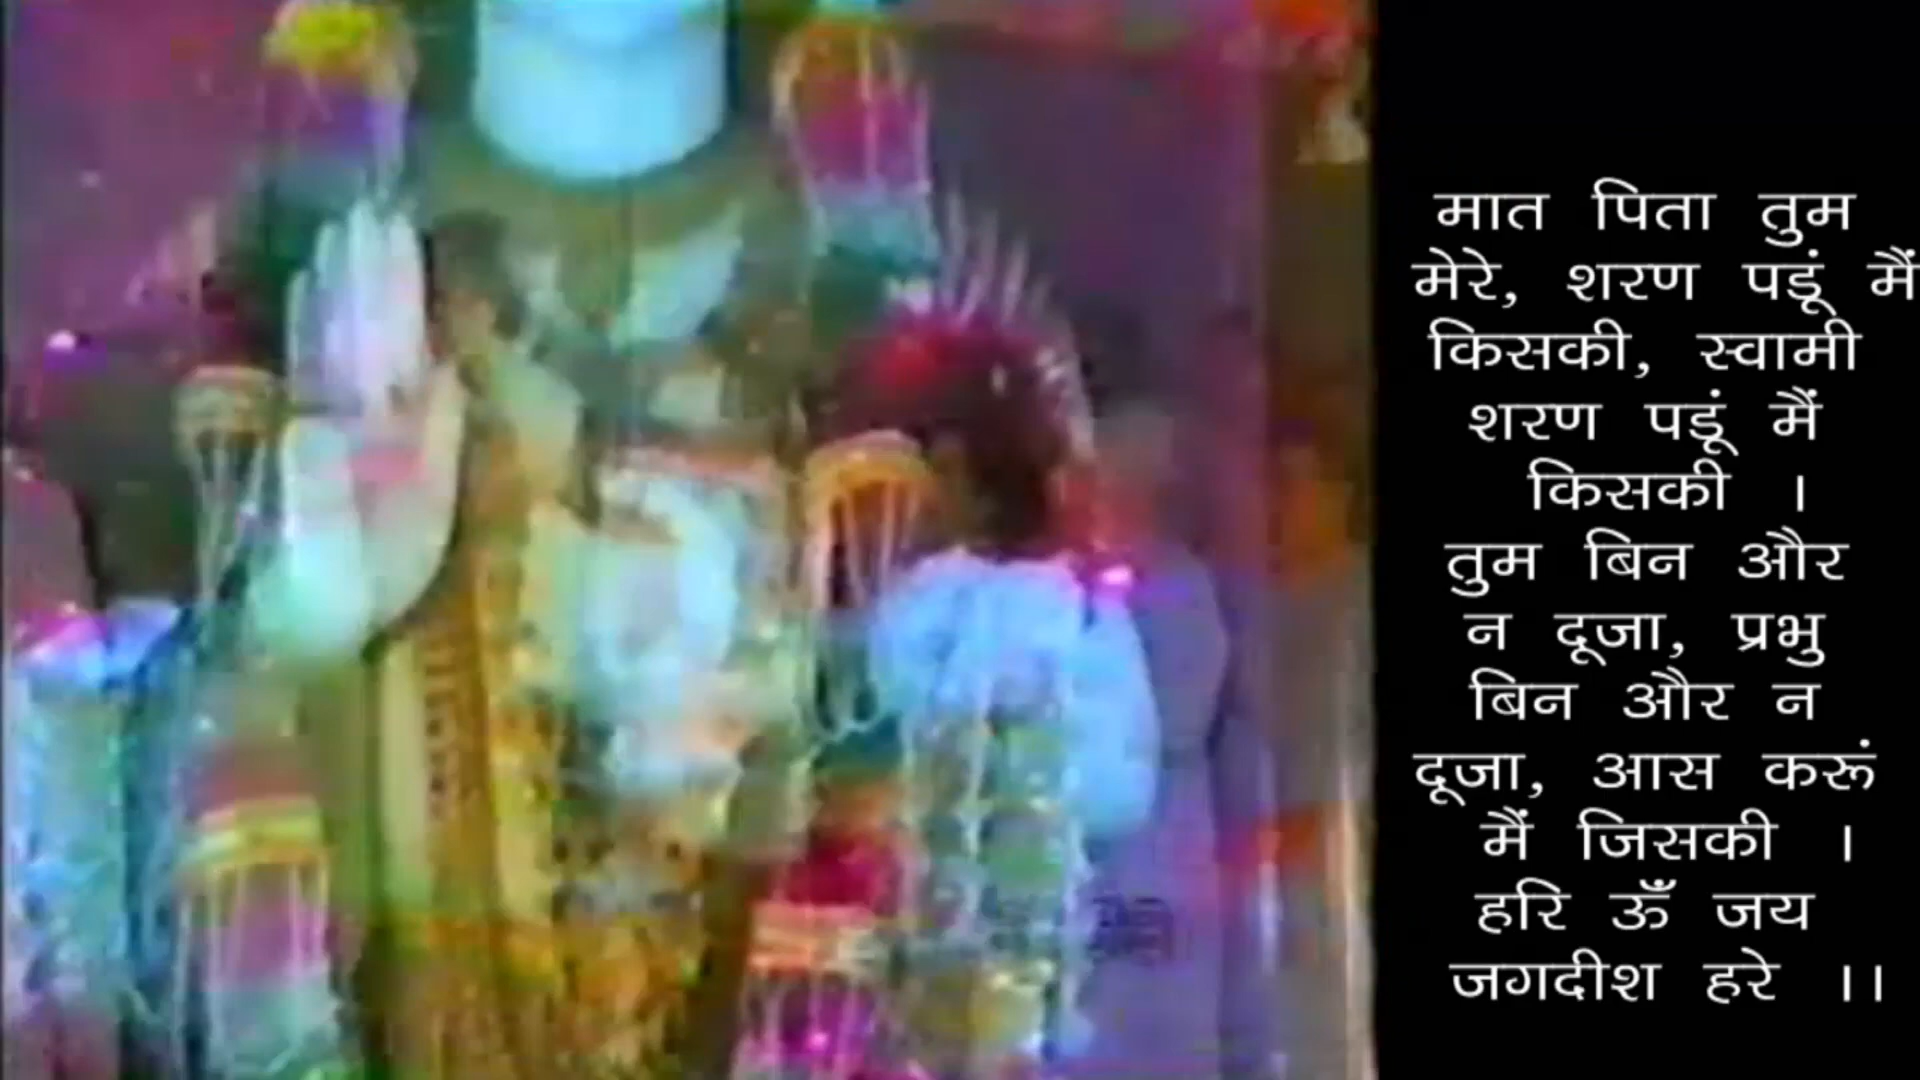 मात पिता तुम
मेरे, शरण पडूं मैं
किसकी, स्वामी
शरण पडूं मैं
किसकी ।
तुम बिन और
न दूजा, प्रभु
बिन और न
दूजा, आस करूं
मैं जिसकी ।
हरि ऊँ जय
जगदीश हरे ।।